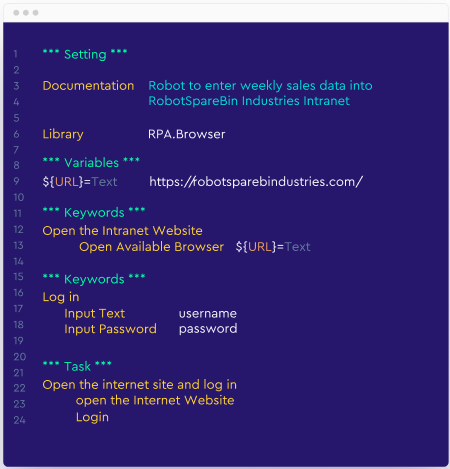 1 *** Setting ***
2
3 Documentation Robot to enter weekly sales data into
4 RobotSpareBin Industries Intranet
5
6 Library RPA.Browser
7
8 *** Variables ***
9 ${URL}=Text https://robotsparebindustries.com/
10
11 *** Keywords ***
12 Open the Intranet Website
13 Open Available Browser ${URL}=Text
14
15 *** Keywords ***
16 Log in
17 Input Text username
18 Input Password password
19
20
21 *** Task ***
22 Open the internet site and log in
23 open the Internet Website
24 Login